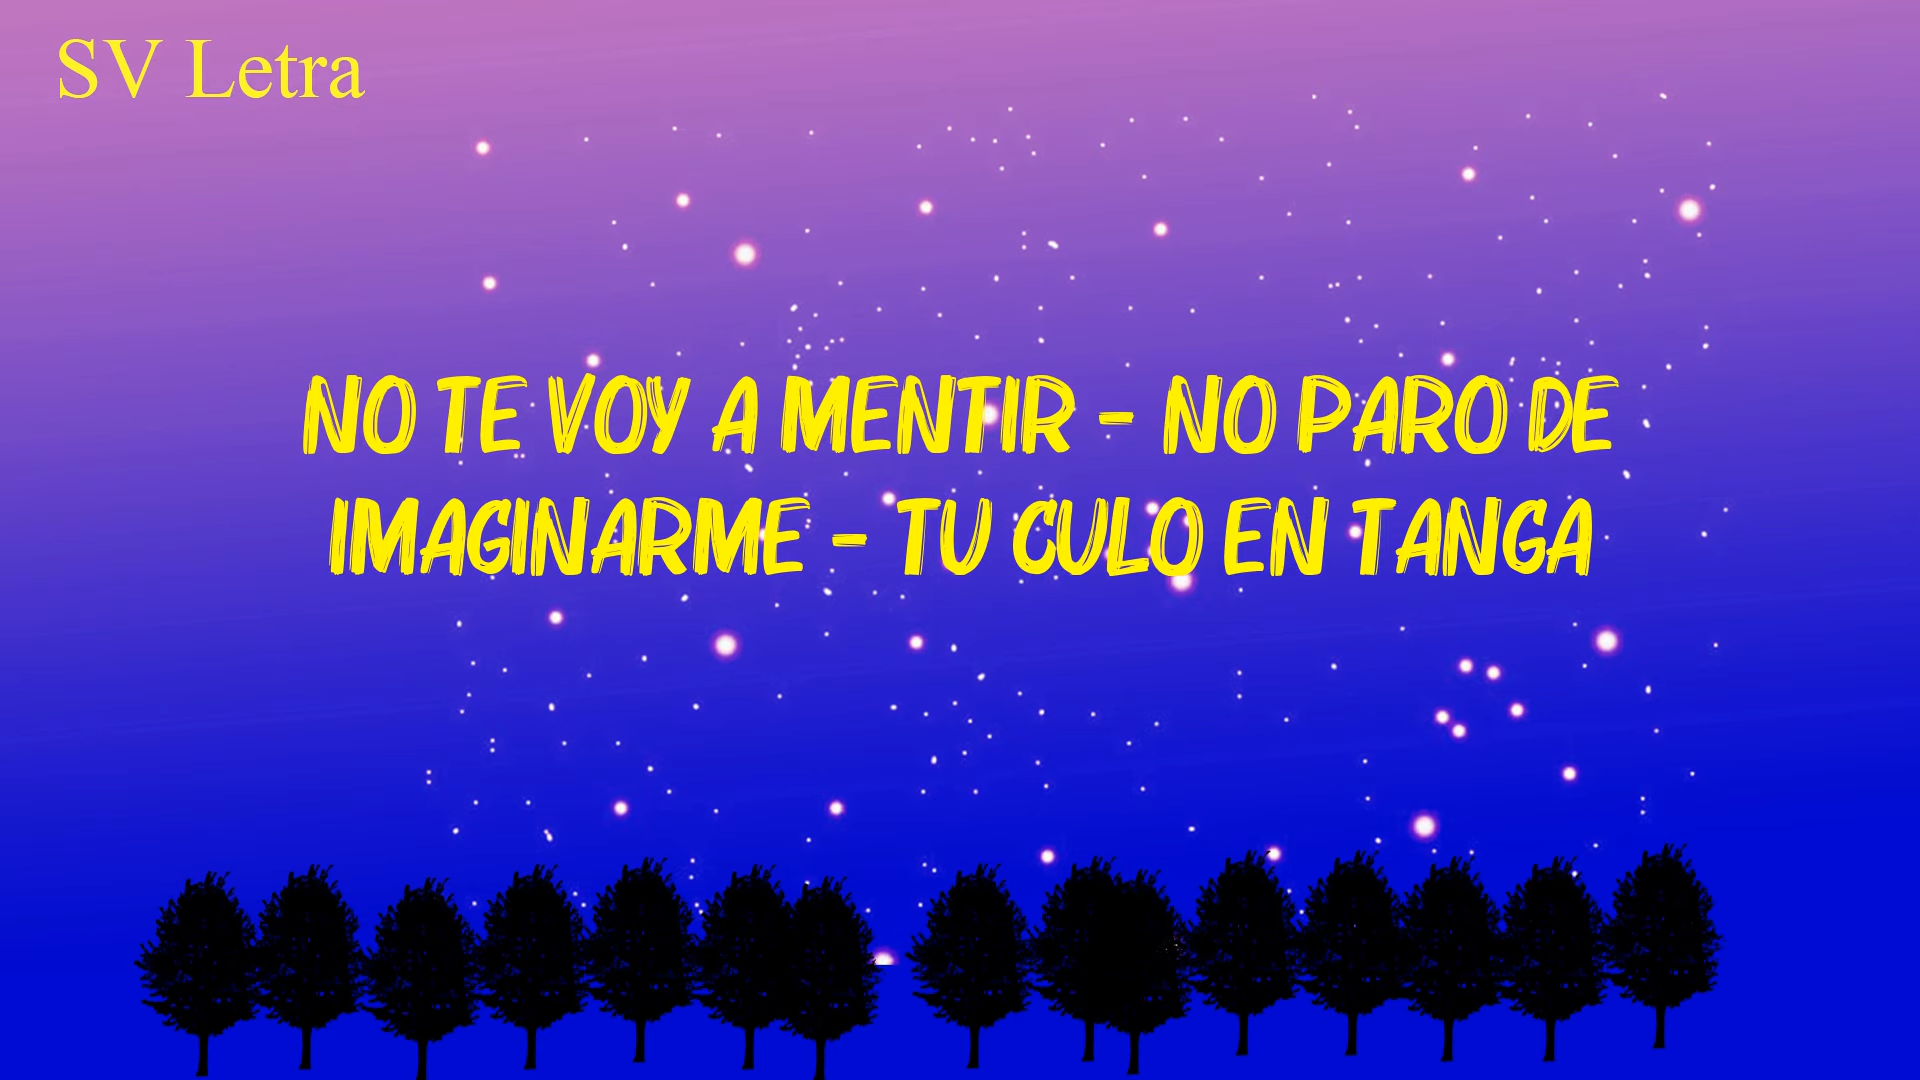 SV Letra
NO TE VOY A MENTIR - NO PARO DE
IMAGINARME - TU CULO EN TANGA